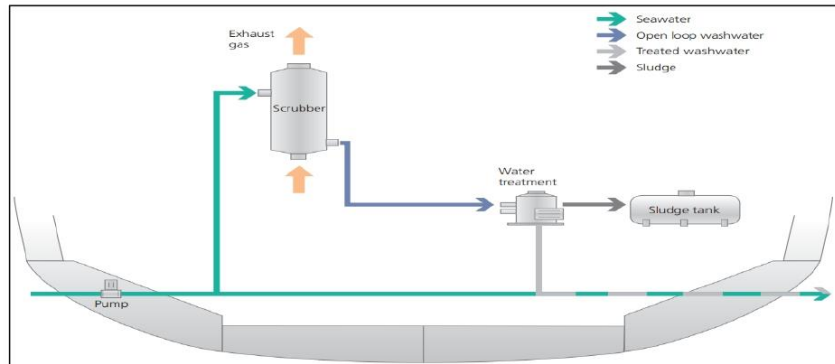 Exhaust
gas
Scrubber
Seawater
Open loop washwater
Treated washwater
Sludge
Water
treatment
Sludge tank
Pump